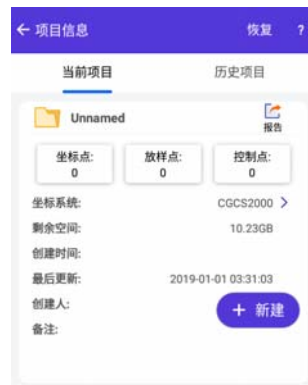 ← 项目信息 恢复 ?
当前项目 历史项目
Unnamed 报告
坐标点: 放样点: 控制点:
0 0 0
坐标系统: CGCS2000 >
剩余空间: 10.23GB
创建时间:
最后更新: 2019-01-01 03:31:03
创建人:
+ 新建
备注: